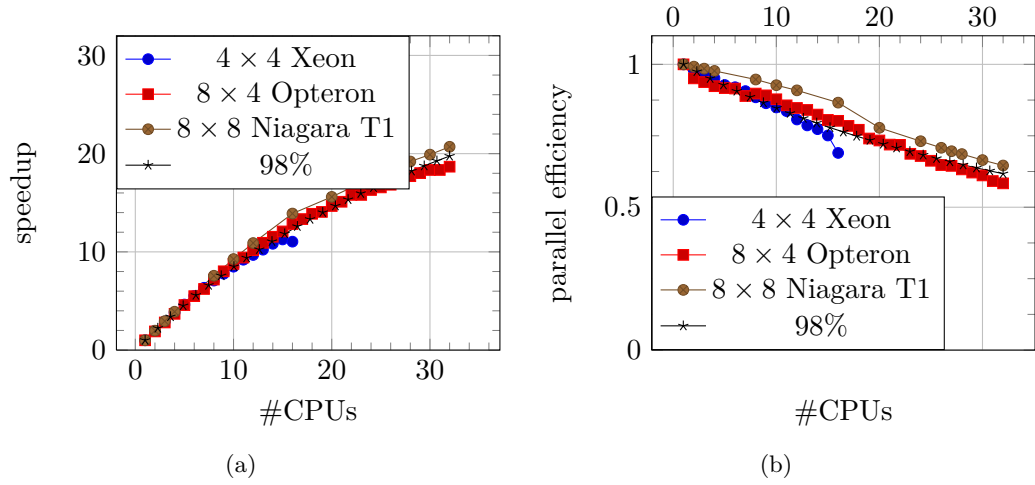 30
20
10
0
0
10
20
30
speedup
#CPUs
4 × 4 Xeon
8 × 4 Opteron
8 × 8 Niagara T1
98%
(a)
0
10
20
30
1
0.5
0
parallel efficiency
#CPUs
4 × 4 Xeon
8 × 4 Opteron
8 × 8 Niagara T1
98%
(b)